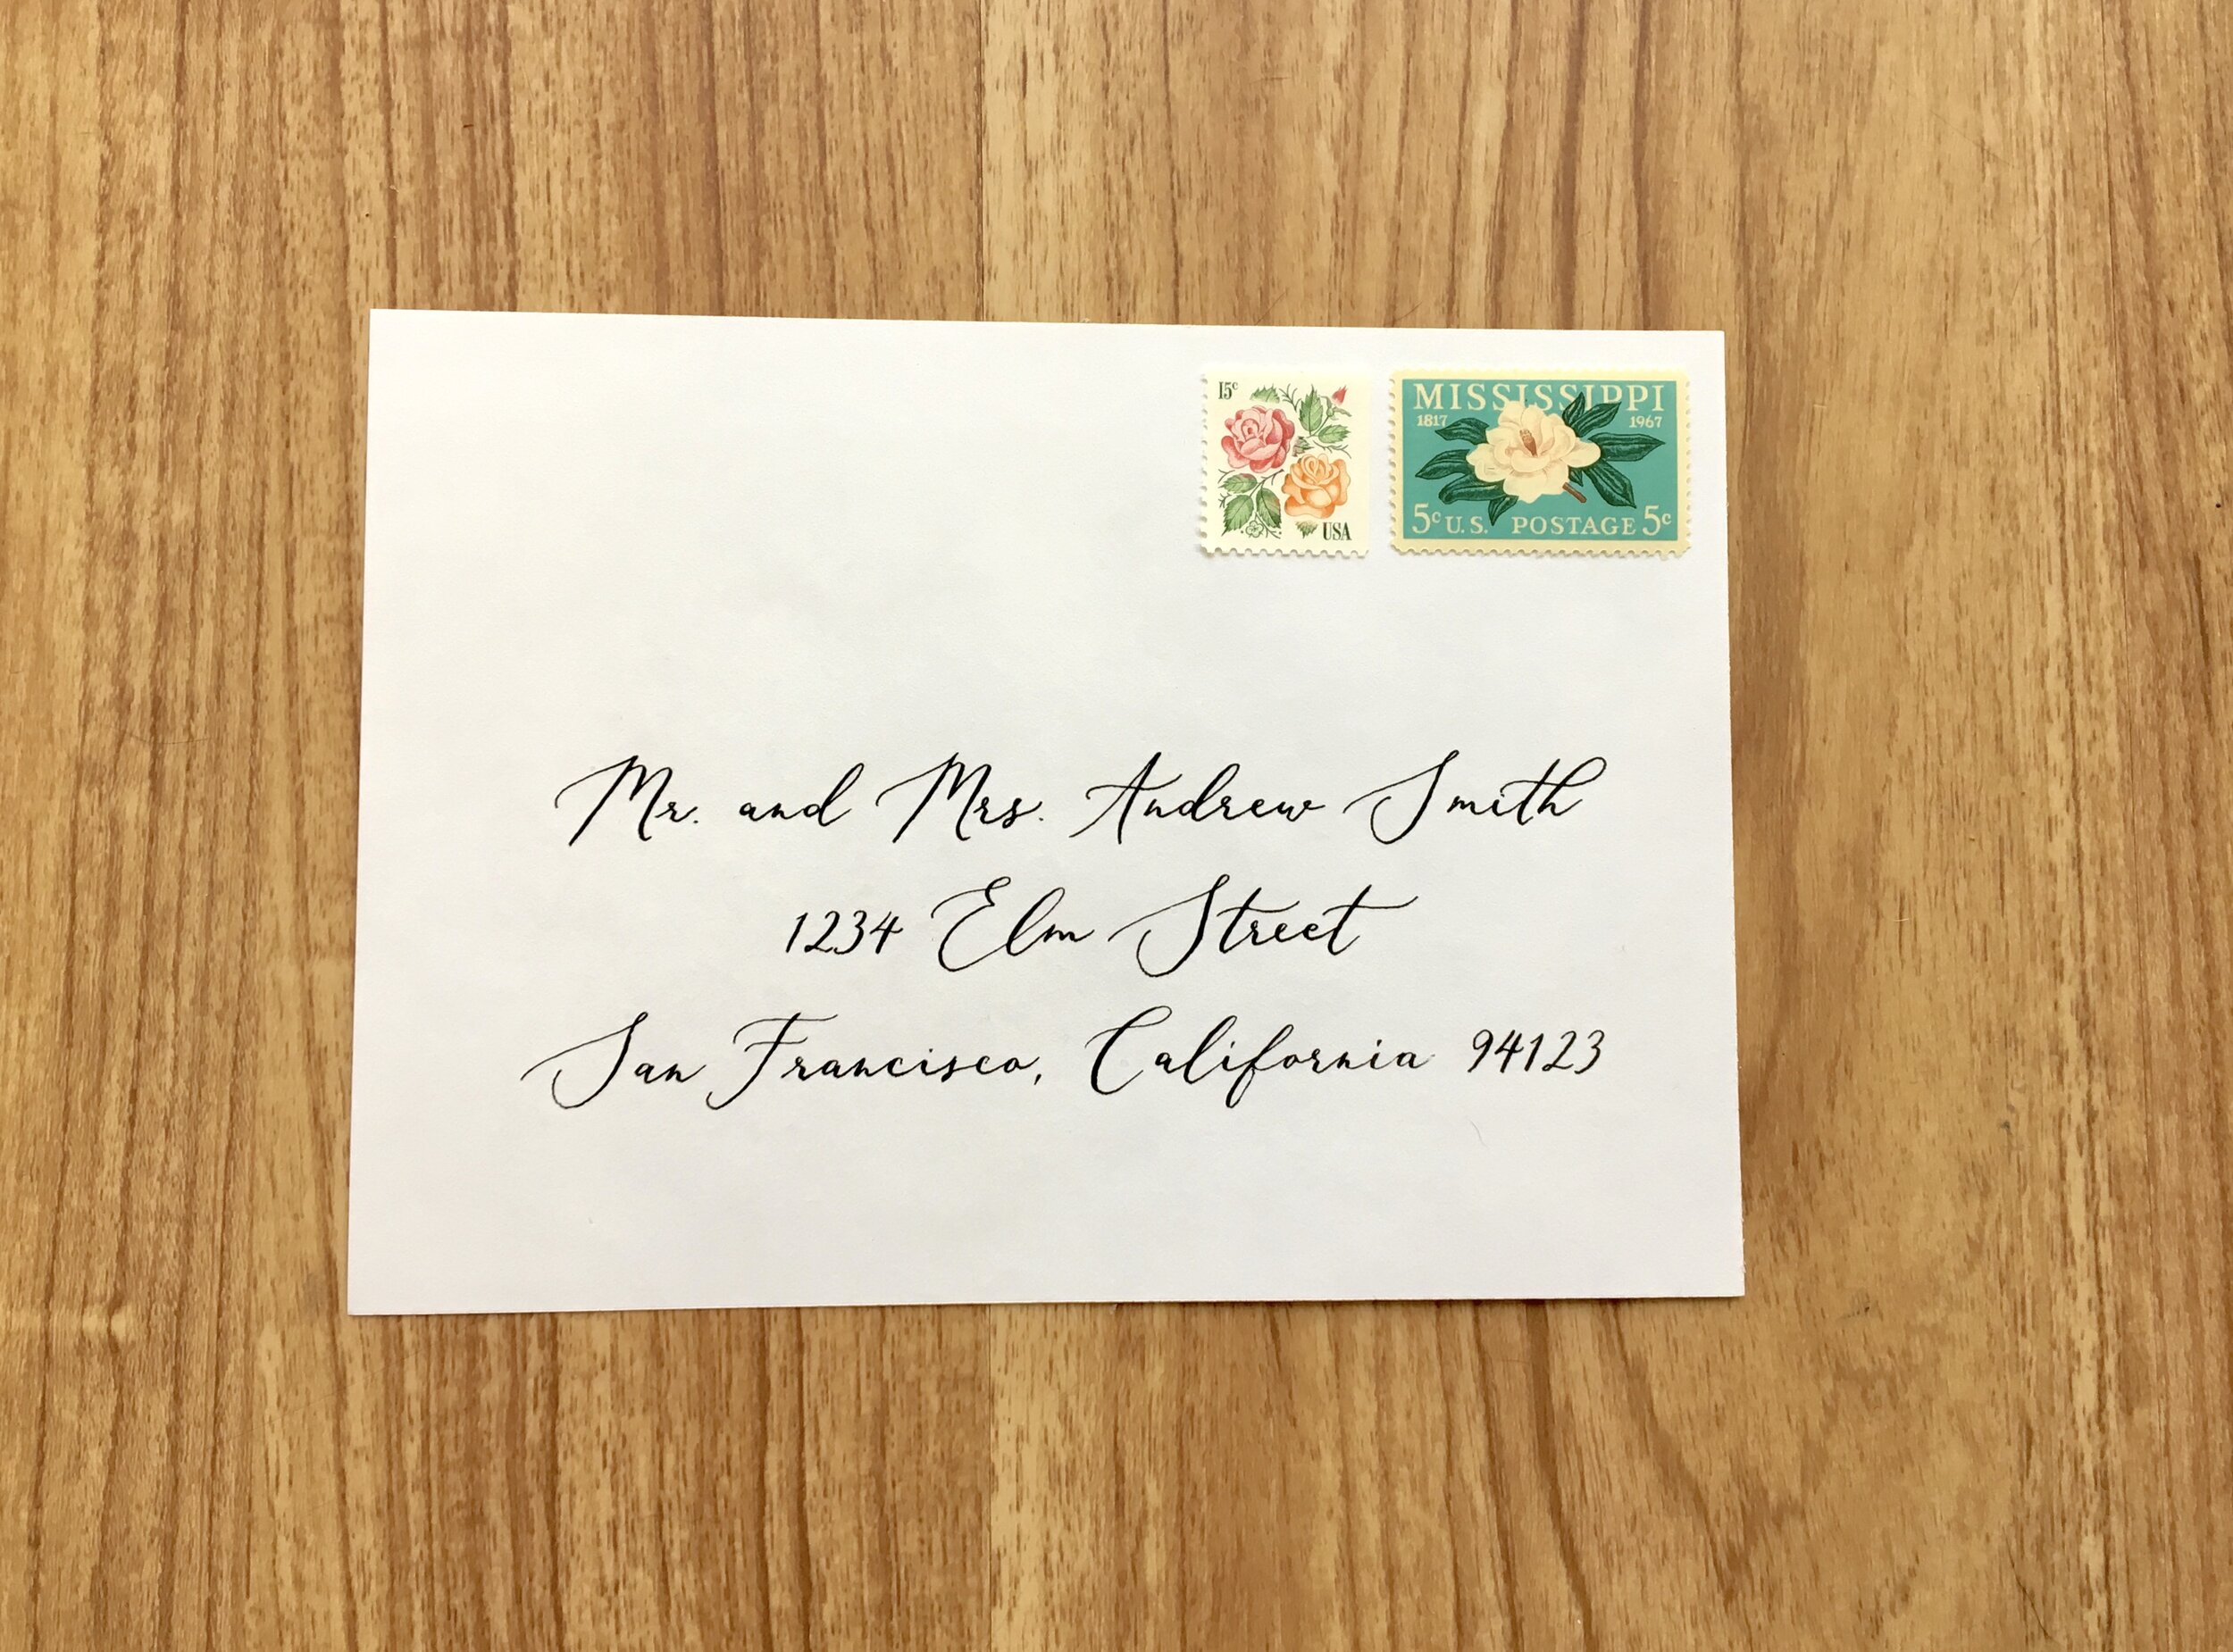 15c
USA
MISSISSIPPI
1817 1967
5c U.S. POSTAGE 5c
Mr. and Mrs. Andrew Smith
1234 Elm Street
San Francisco, California 94123